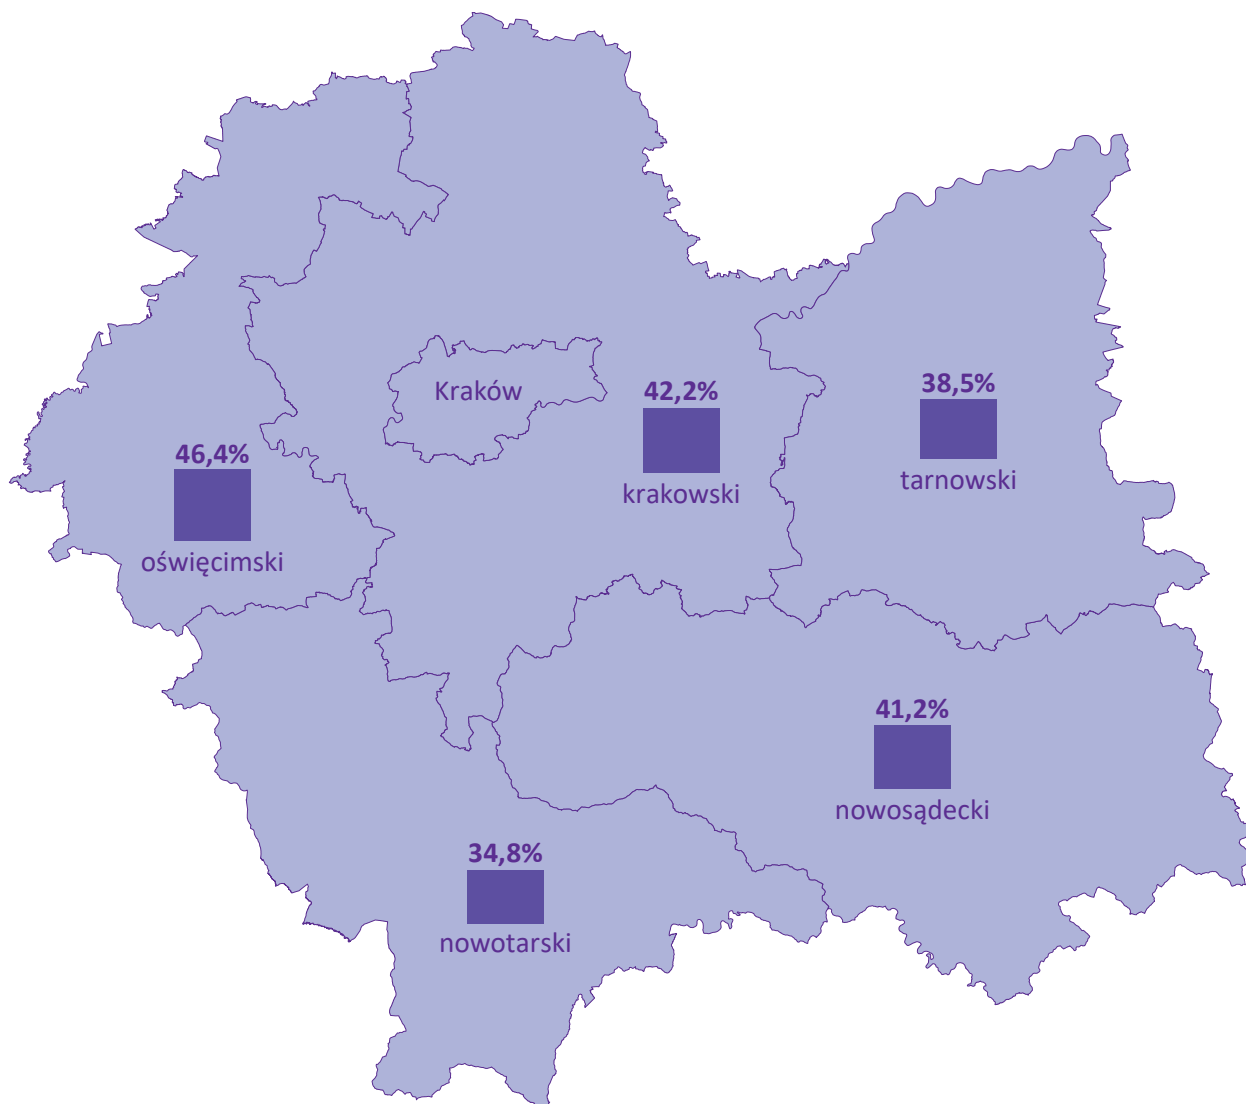 Kraków
42,2%
krakowski
38,5%
tarnowski
46,4%
oświęcimski
41,2%
nowosądecki
34,8%
nowotarski